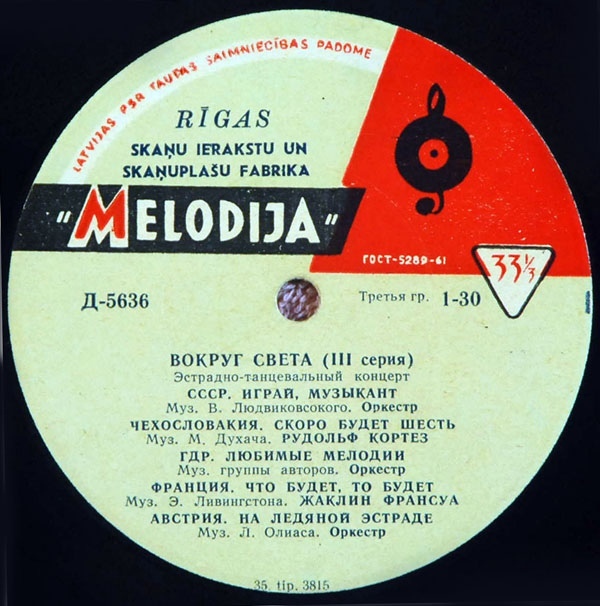 LATVIJAS PSR TAUTAS SAIMNIECĪBAS PADOME
RĪGAS
SKAŅU IERAKSTU UN
SKAŅUPLAŠU FABRIKA
"MELODIJA"
ГОСТ-5289-61
33⅓
Д-5636
Третья гр. 1-30
ВОКРУГ СВЕТА (III серия)
Эстрадно-танцевальный концерт
СССР. ИГРАЙ, МУЗЫКАНТ
Муз. В. Людвиковсокого. Оркестр
ЧЕХОСЛОВАКИЯ. СКОРО БУДЕТ ШЕСТЬ
Муз. М. Духача. РУДОЛЬФ КОРТЕЗ
ГДР. ЛЮБИМЫЕ МЕЛОДИИ
Муз. группы авторов. Оркестр
ФРАНЦИЯ. ЧТО БУДЕТ, ТО БУДЕТ
Муз. Э. Ливингстона. ЖАКЛИН ФРАНСУА
АВСТРИЯ. НА ЛЕДЯНОЙ ЭСТРАДЕ
Муз. Л. Олиаса. Оркестр
35. tip. 3815